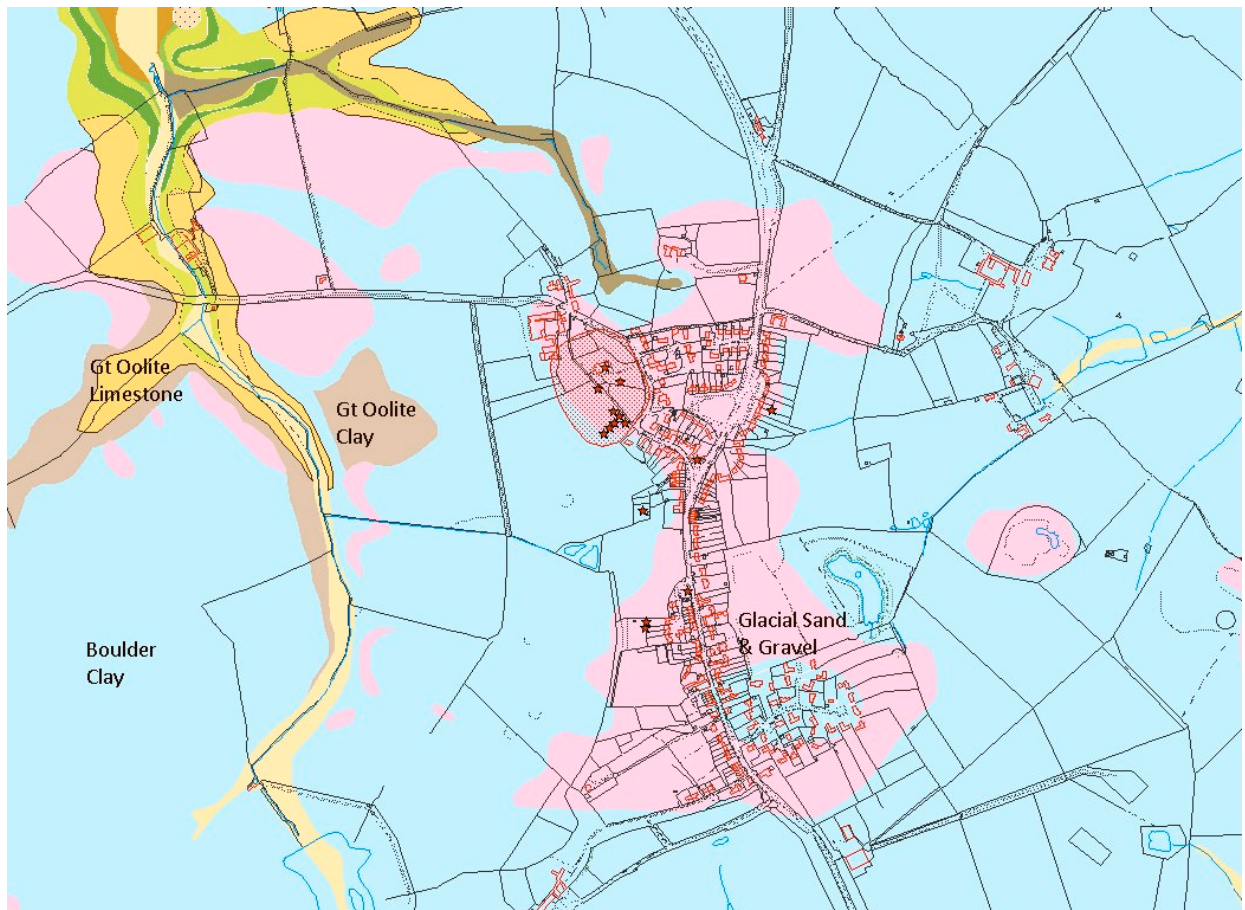 Gt Oolite
Limestone
Gt Oolite
Clay
Boulder
Clay
Glacial Sand
& Gravel